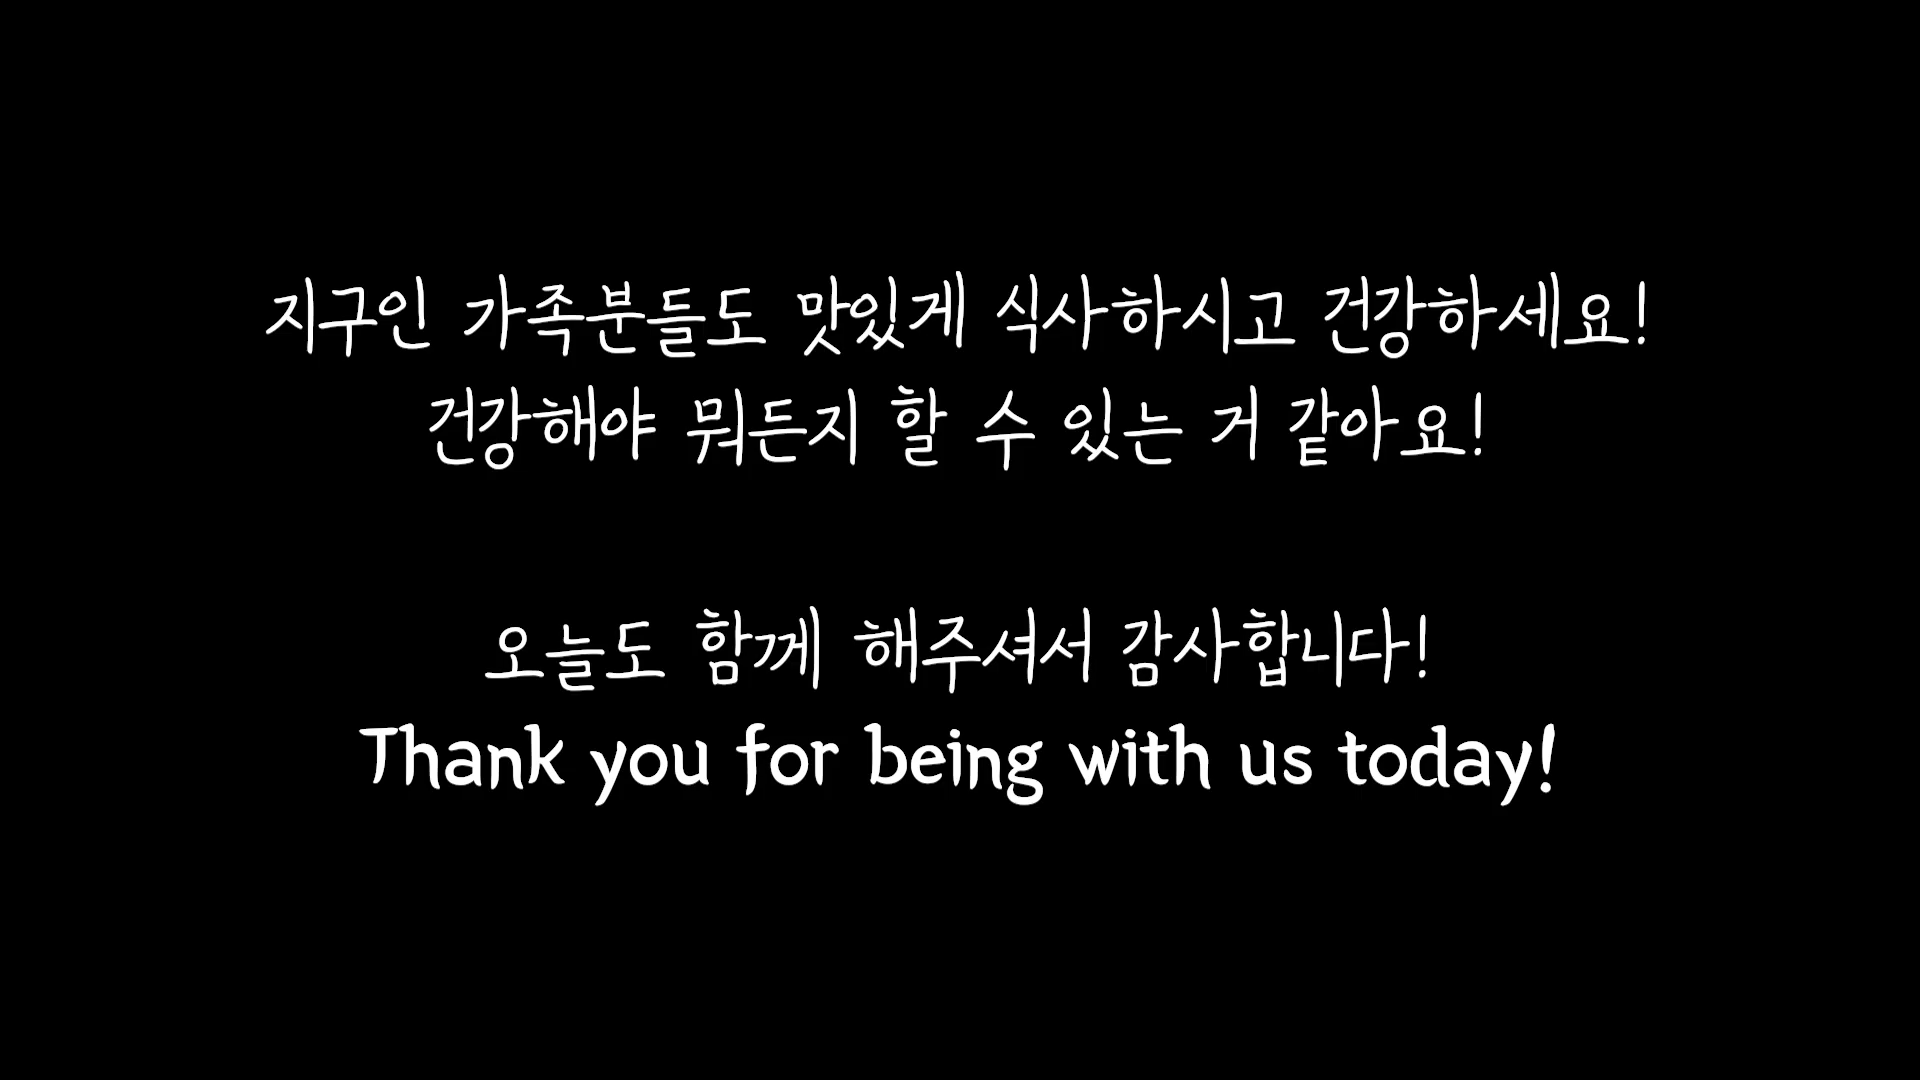 지구인 가족분들도 맛있게 식사하시고 건강하세요!
건강해야 뭐든지 할 수 있는 거 같아요!
오늘도 함께 해주셔서 감사합니다!
Thank you for being with us today!